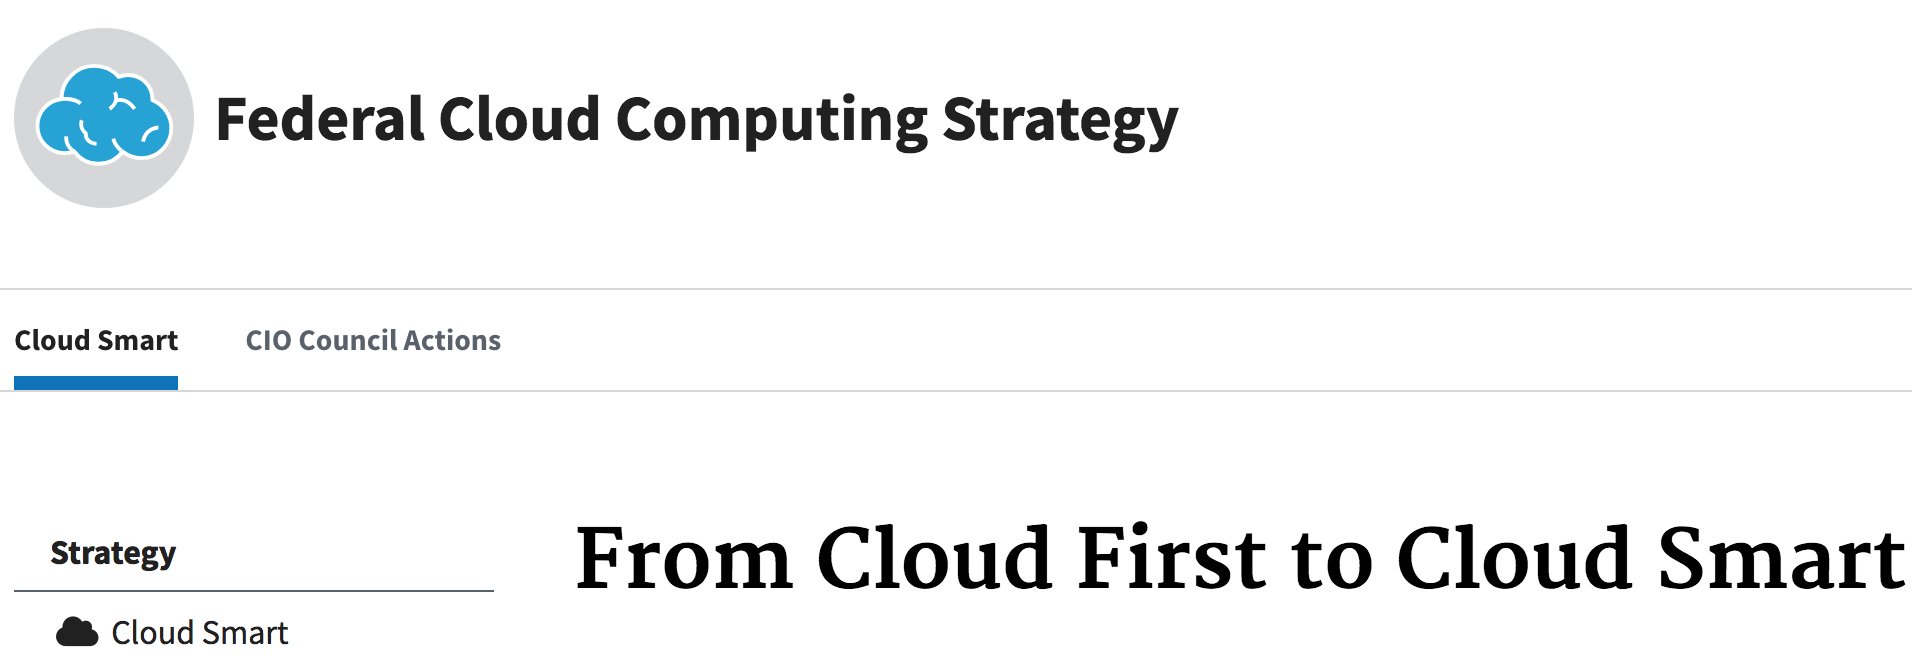 Federal Cloud Computing Strategy
Cloud Smart
CIO Council Actions
Strategy
Cloud Smart
From Cloud First to Cloud Smart